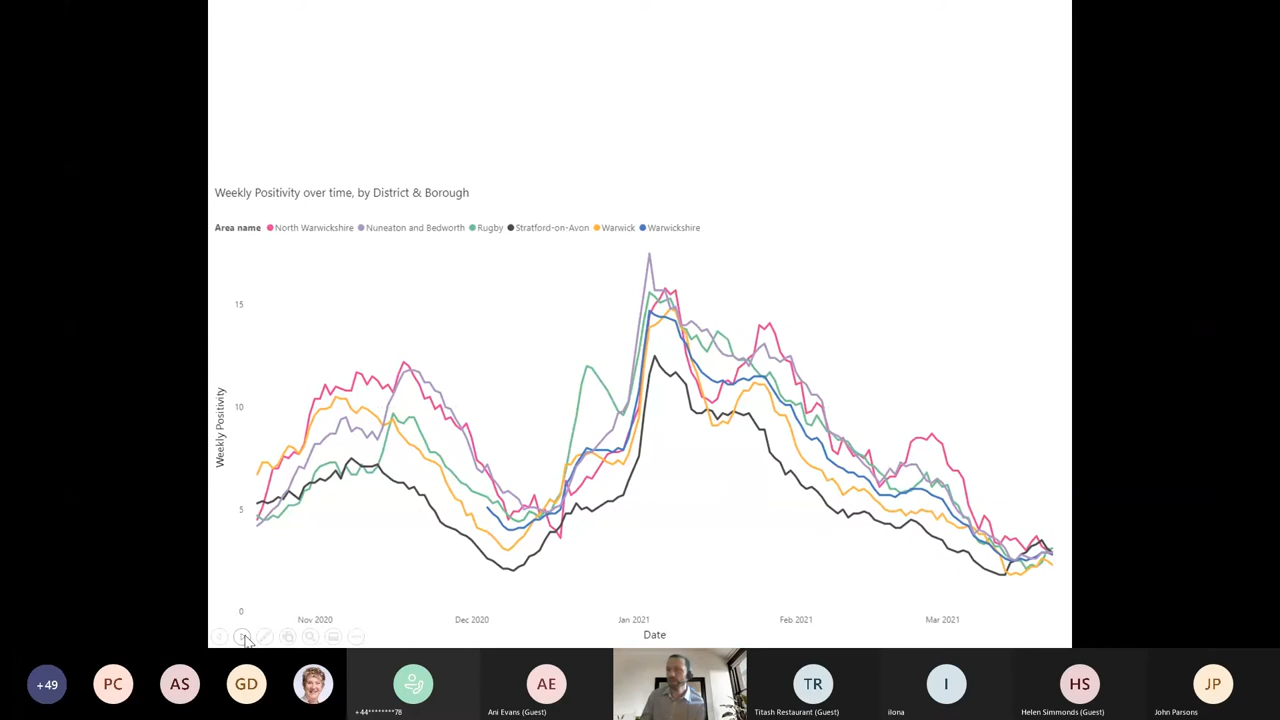 Weekly Positivity over time, by District & Borough
Area name North Warwickshire Nuneaton and Bedworth Rugby Stratford-on-Avon Warwick Warwickshire
Weekly Positivity
15
10
5
0
Nov 2020 Dec 2020 Jan 2021 Feb 2021 Mar 2021
Date
+49 PC AS GD AE TR I HS JP
+44********78 Ani Evans (Guest) Titash Restaurant (Guest) ilona Helen Simmonds (Guest) John Parsons